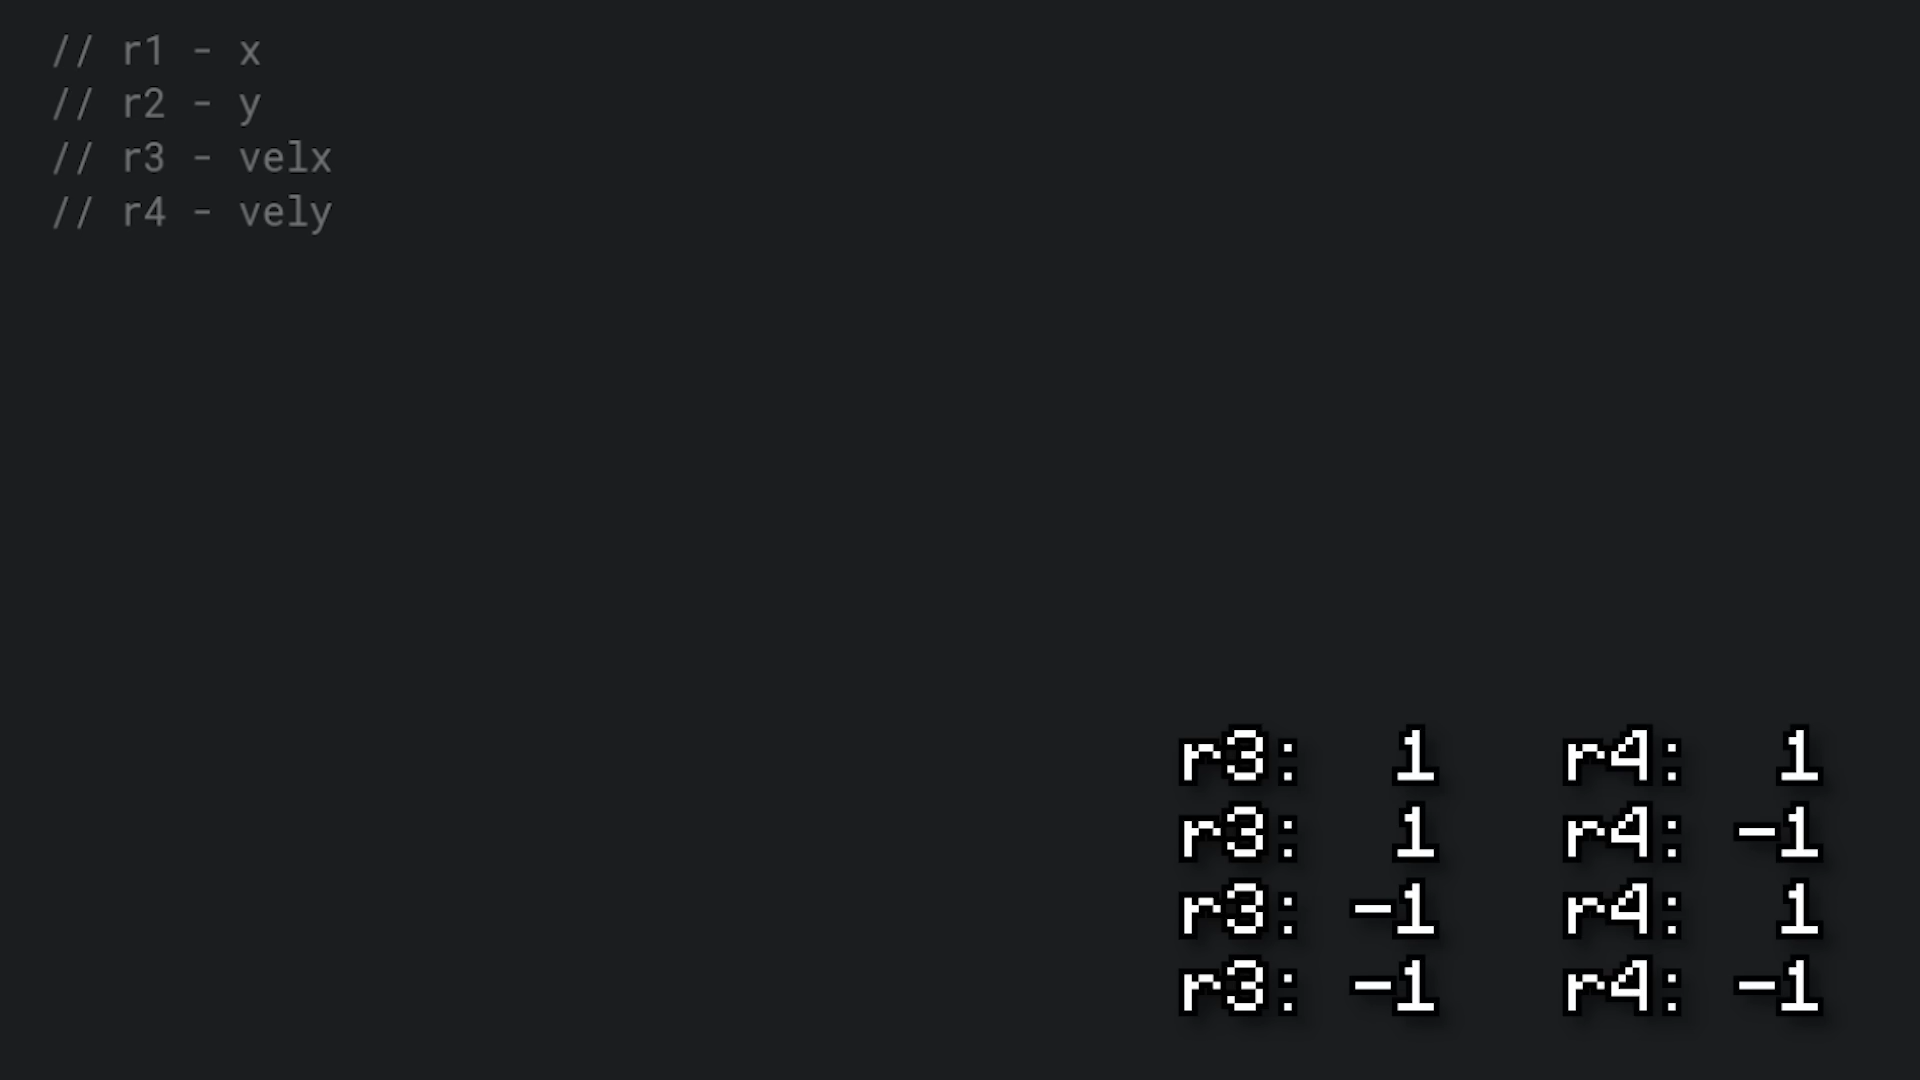 // r1 - x
// r2 - y
// r3 - velx
// r4 - vely
r3: 1 r4: 1
r3: 1 r4: -1
r3: -1 r4: 1
r3: -1 r4: -1